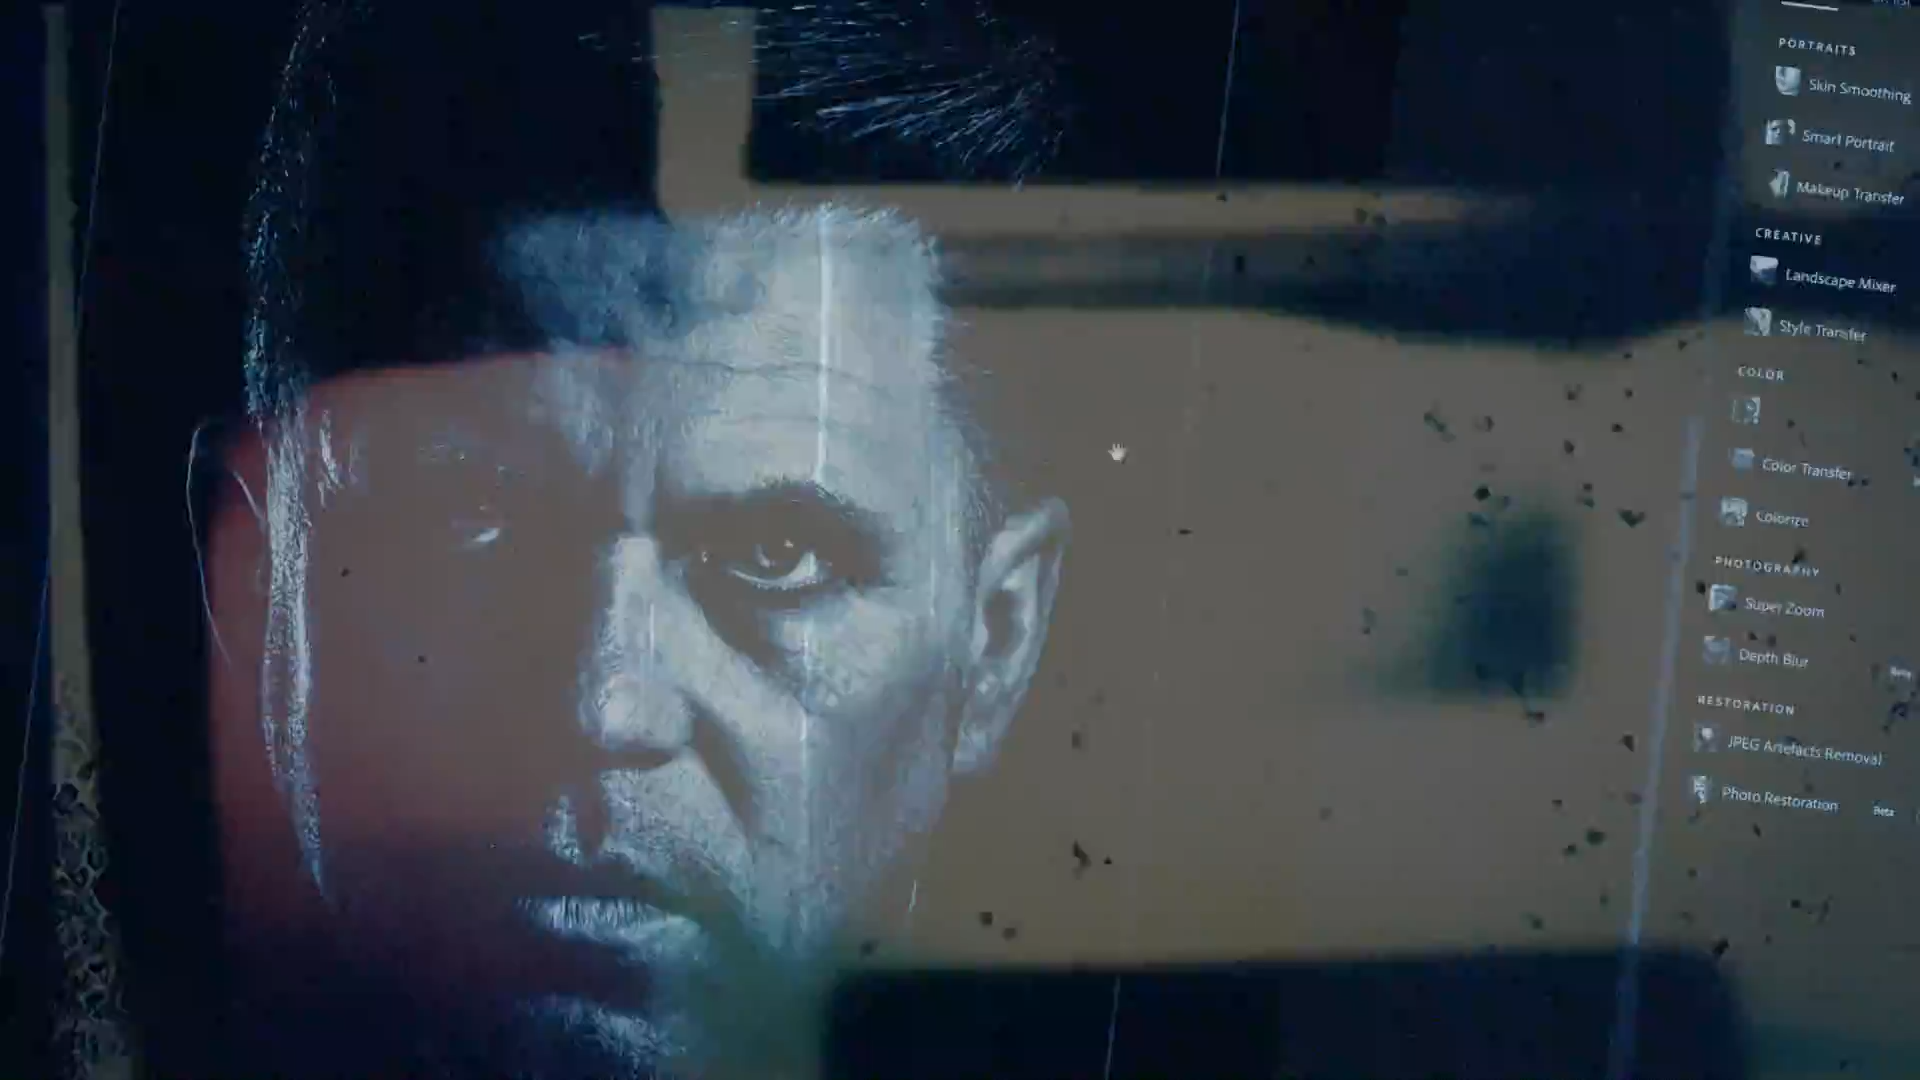 PORTRAITS
Skin Smoothing
Smart Portrait
Makeup Transfer
CREATIVE
Landscape Mixer
Style Transfer
COLOR
Color Transfer
Colorize
PHOTOGRAPHY
Super Zoom
Depth Blur
Beta
RESTORATION
JPEG Artefacts Removal
Photo Restoration Beta